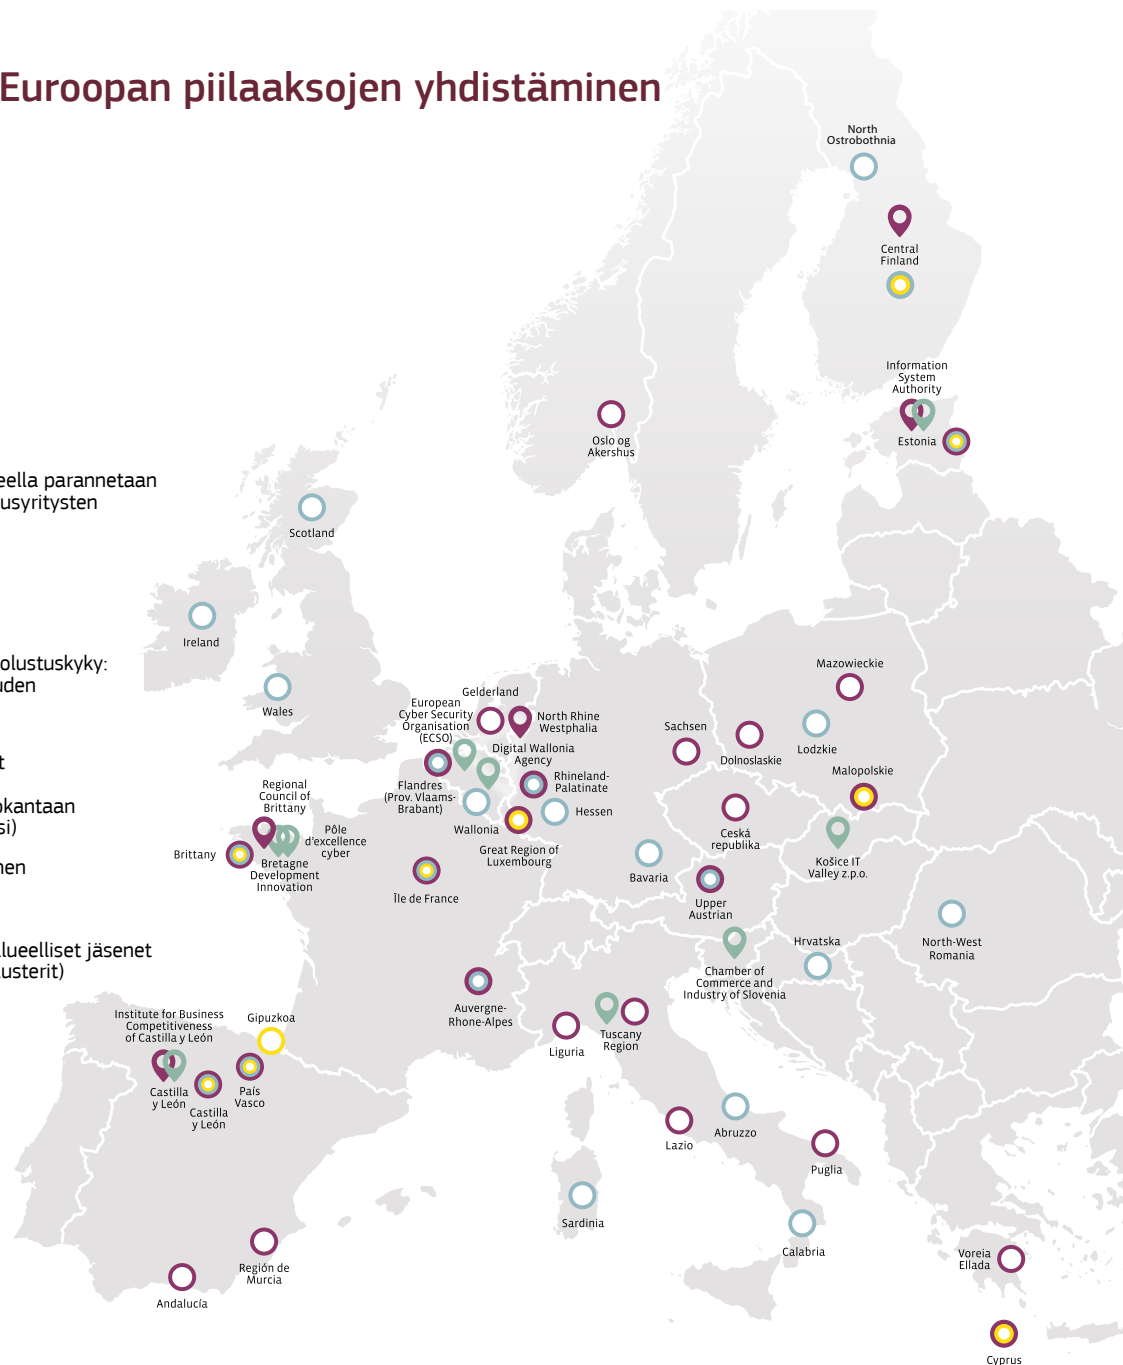 Euroopan piilaaksojen yhdistäminen
North
Ostrobothnia
Central
Finland
Information
System
Authority
Estonia
Oslo og
Akershus
eella parannetaan
usyritysten
Scotland
Ireland
olustuskyky:
uden
Wales
t
okantaan
si)
nen
lueelliset jäsenet
usterit)
Mazowieckie
Gelderland
European
Cyber Security
Organisation
(ECSO)
North Rhine
Westphalia
Sachsen
Dolnoslaskie
Lodzkie
Digital Wallonia
Agency
Malopolskie
Flandres
(Prov. Vlaams-
Brabant)
Rhineland-
Palatinate
Regional
Council of
Brittany
Hessen
Wallonia
Pôle
d'excellence
cyber
Ceská
republika
Great Region of
Luxembourg
Brittany
Bretagne
Development
Innovation
Košice IT
Valley z.p.o.
Bavaria
Île de France
Upper
Austrian
North-West
Romania
Hrvatska
Chamber of
Commerce and
Industry of Slovenia
Auvergne-
Rhone-Alpes
Institute for Business
Competitiveness
of Castilla y León
Gipuzkoa
Tuscany
Region
Liguria
Castilla
y León
País
Vasco
Castilla
y León
Abruzzo
Lazio
Puglia
Sardinia
Calabria
Voreia
Ellada
Región de
Murcia
Andalucía
Cyprus